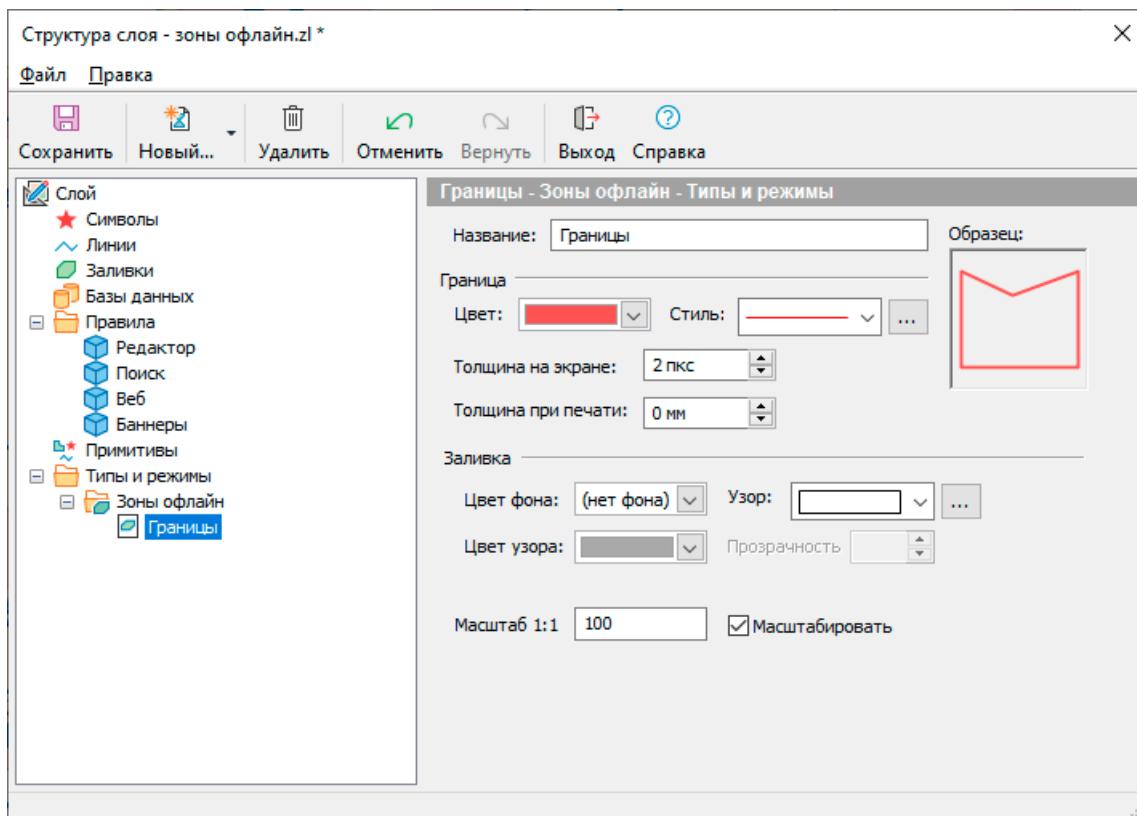 Структура слоя - зоны офлайн.zl *
Файл Правка
Сохранить Новый... Удалить Отменить Вернуть Выход Справка
Слой
Символы
Линии
Заливки
Базы данных
Правила
Редактор
Поиск
Веб
Баннеры
Примитивы
Типы и режимы
Зоны офлайн
Границы
Границы - Зоны офлайн - Типы и режимы
Название: Границы
Образец:
Граница
Цвет: Стиль: ...
Толщина на экране: 2 пкс
Толщина при печати: 0 мм
Заливка
Цвет фона: (нет фона) Узор: ...
Цвет узора: Прозрачность
Масштаб 1:1 100 Масштабировать